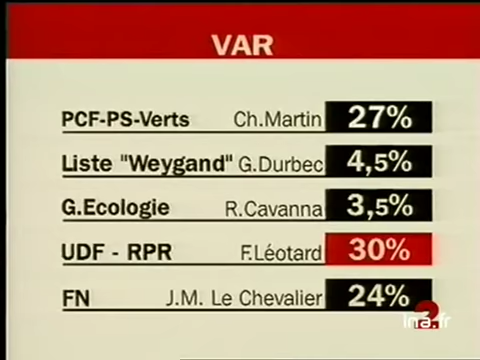 VAR
PCF-PS-Verts Ch.Martin 27%
Liste "Weygand" G.Durbec 4,5%
G.Ecologie R.Cavanna 3,5%
UDF - RPR F.Léotard 30%
FN J.M. Le Chevalier 24%
2
ina.fr